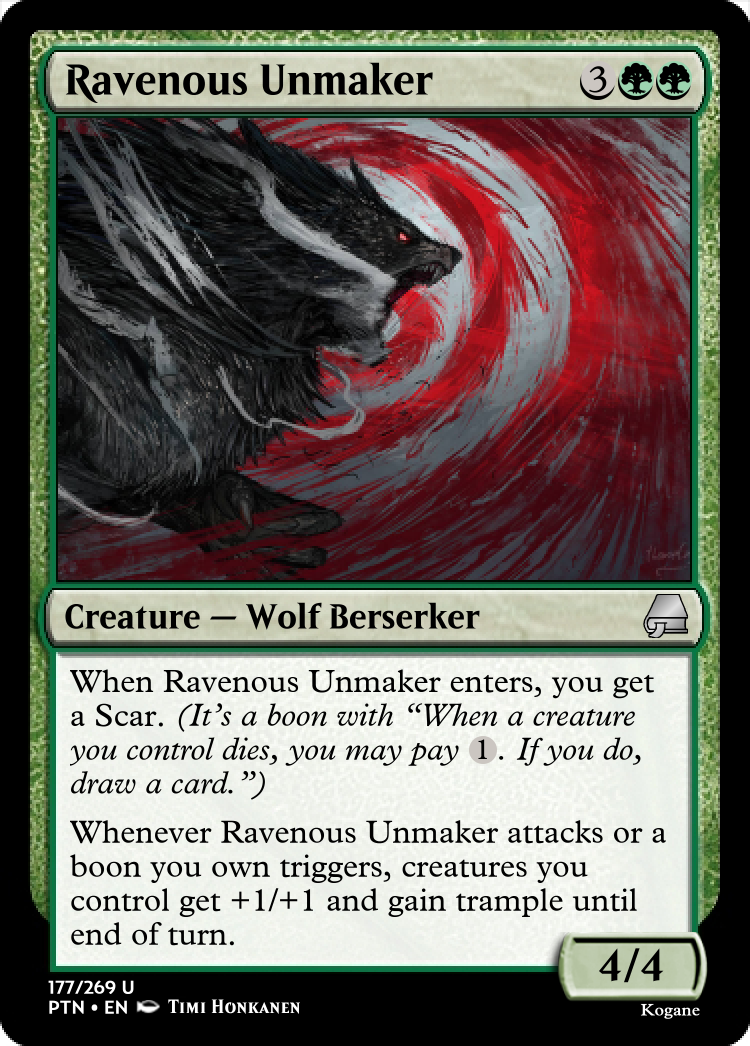 Ravenous Unmaker 3
Creature — Wolf Berserker
When Ravenous Unmaker enters, you get
a Scar. (It's a boon with “When a creature
you control dies, you may pay 1. If you do,
draw a card.”)
Whenever Ravenous Unmaker attacks or a
boon you own triggers, creatures you
control get +1/+1 and gain trample until
end of turn.
4/4
177/269 U
PTN • EN TIMI HONKANEN
Kogane